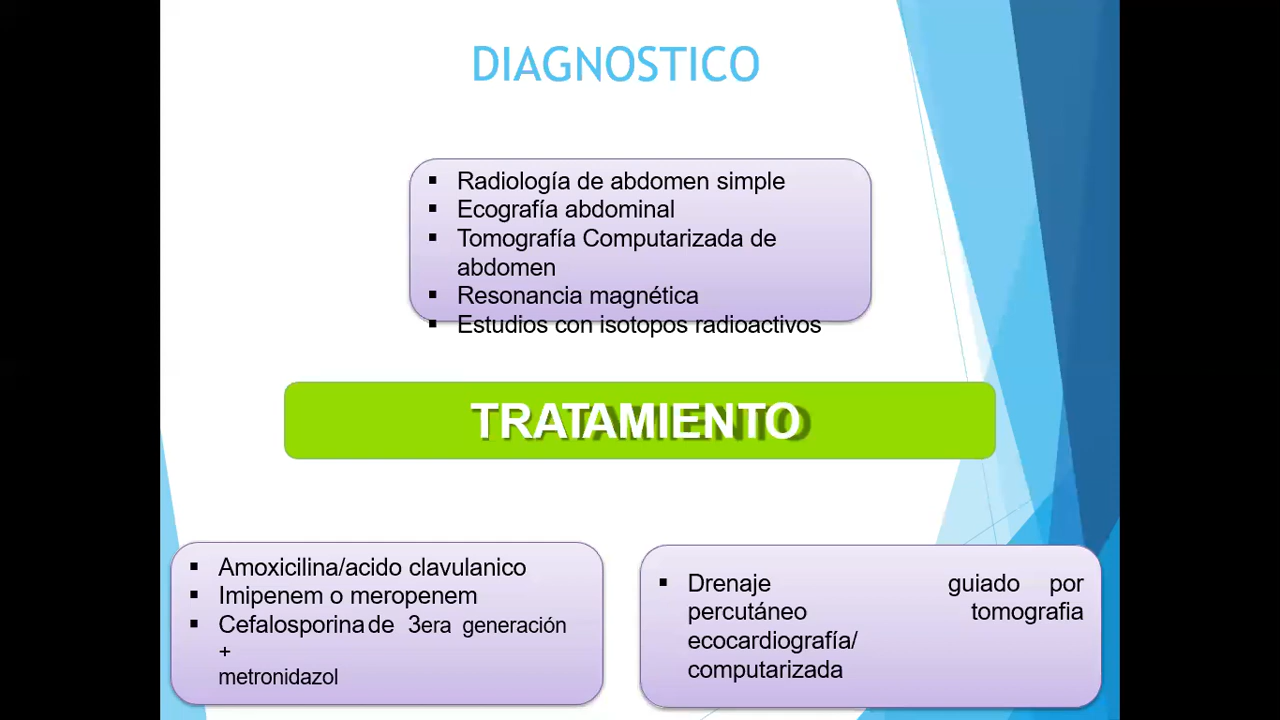 DIAGNOSTICO
Radiología de abdomen simple
Ecografía abdominal
Tomografía Computarizada de
abdomen
Resonancia magnética
Estudios con isotopos radioactivos
TRATAMIENTO
Amoxicilina/acido clavulanico
Imipenem o meropenem
Cefalosporina de 3era generación
+
metronidazol
Drenaje guiado por
percutáneo tomografia
ecocardiografía/
computarizada